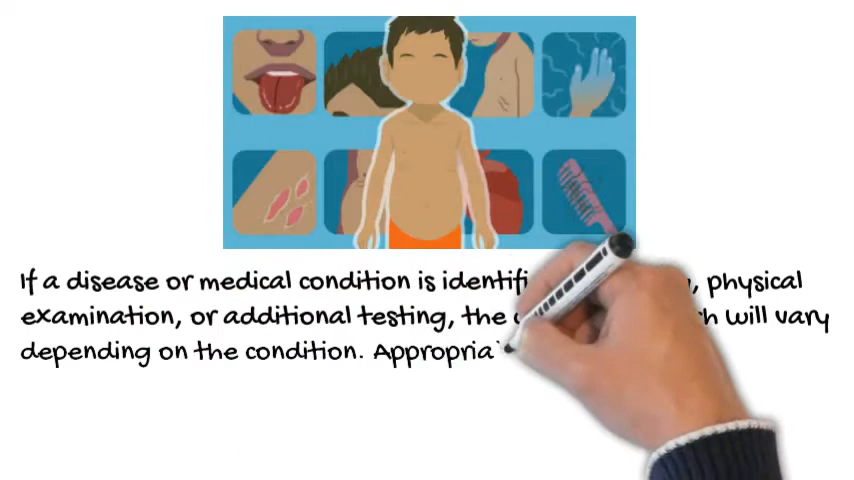 If a disease or medical condition is , physical
examination, or additional testing, the will vary
depending on the condition.